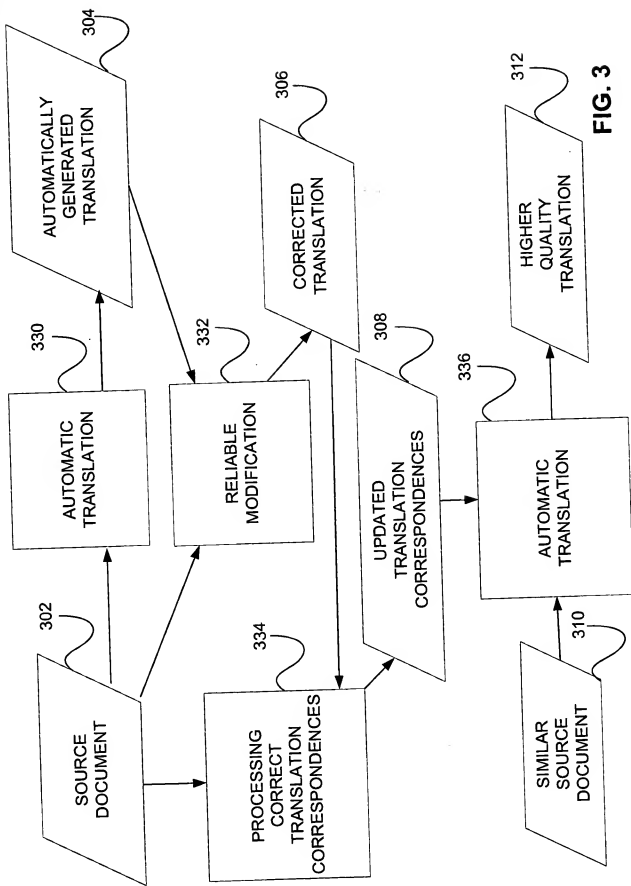 302
SOURCE
DOCUMENT
330
AUTOMATIC
TRANSLATION
304
AUTOMATICALLY
GENERATED
TRANSLATION
332
RELIABLE
MODIFICATION
306
CORRECTED
TRANSLATION
334
PROCESSING
CORRECT
TRANSLATION
CORRESPONDENCES
308
UPDATED
TRANSLATION
CORRESPONDENCES
310
SIMILAR
SOURCE
DOCUMENT
336
AUTOMATIC
TRANSLATION
312
HIGHER
QUALITY
TRANSLATION
FIG. 3